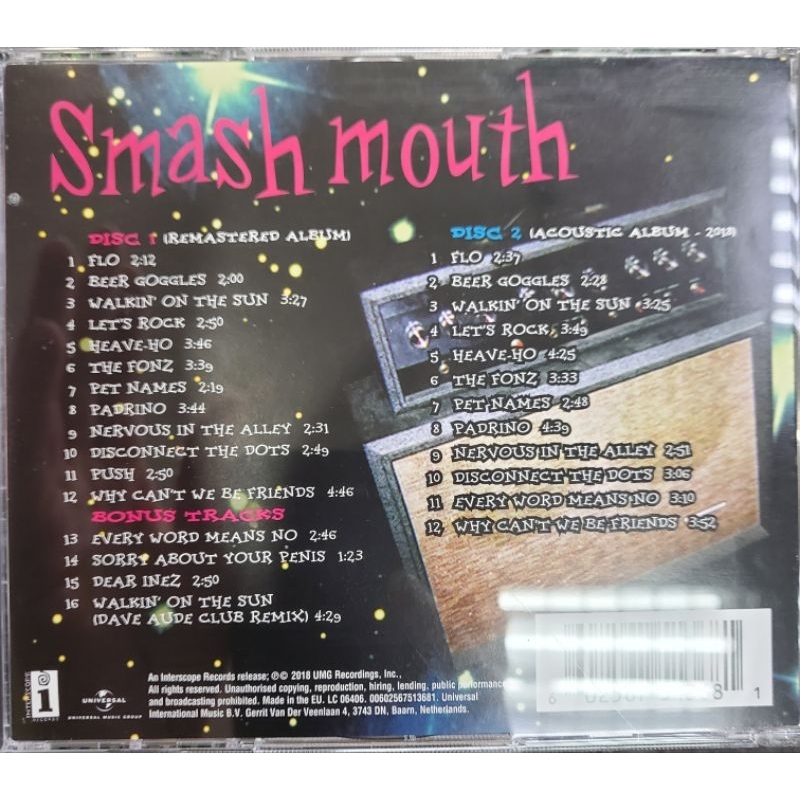 Smash mouth
DISC 1 (REMASTERED ALBUM)
1 FLO 2:12
2 BEER GOGGLES 2:00
3 WALKIN' ON THE SUN 3:27
4 LET'S ROCK 2:50
5 HEAVE-HO 3:46
6 THE FONZ 3:39
7 PET NAMES 2:19
8 PADRINO 3:44
9 NERVOUS IN THE ALLEY 2:31
10 DISCONNECT THE DOTS 2:49
11 PUSH 2:50
12 WHY CAN'T WE BE FRIENDS 4:46
BONUS TRACKS
13 EVERY WORD MEANS NO 2:46
14 SORRY ABOUT YOUR PENIS 1:23
15 DEAR INEZ 2:50
16 WALKIN' ON THE SUN
(DAVE AUDE CLUB REMIX) 4:29
DISC 2 (ACOUSTIC ALBUM - 2018)
1 FLO 2:37
2 BEER GOGGLES 2:28
3 WALKIN' ON THE SUN 3:25
4 LET'S ROCK 3:49
5 HEAVE-HO 4:25
6 THE FONZ 3:33
7 PET NAMES 2:48
8 PADRINO 4:39
9 NERVOUS IN THE ALLEY 2:51
10 DISCONNECT THE DOTS 3:06
11 EVERY WORD MEANS NO 3:10
12 WHY CAN'T WE BE FRIENDS 3:52
INTERSCOPE
i
RECORDS
UNIVERSAL
UNIVERSAL MUSIC GROUP
An Interscope Records release; ℗© 2018 UMG Recordings, Inc.,
All rights reserved. Unauthorised copying, reproduction, hiring, lending, public performance
and broadcasting prohibited. Made in the EU. LC 06406. 00602567513681. Universal
International Music B.V. Gerrit Van Der Veenlaan 4, 3743 DN, Baarn, Netherlands.